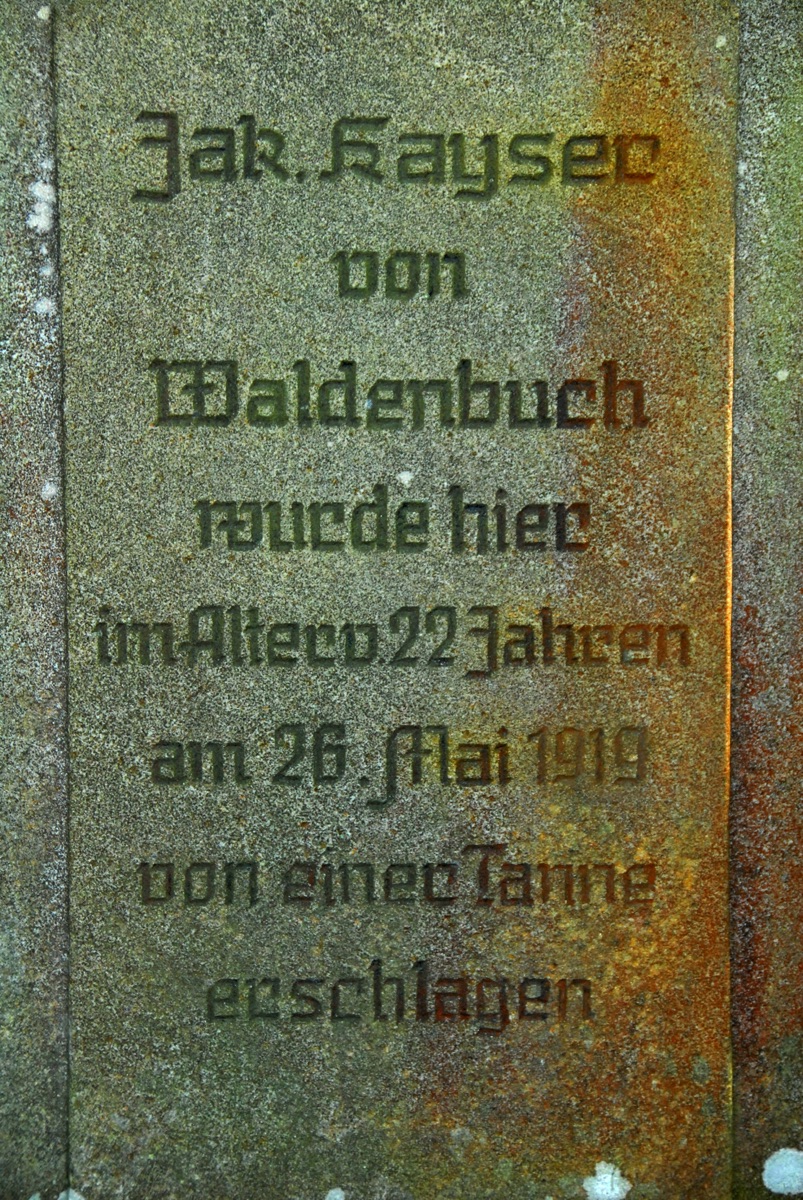 Jak. Kayser
von
Waldenbuch
wurde hier
im Alter v. 22 Jahren
am 26. Mai 1919
von einer Tanne
erschlagen